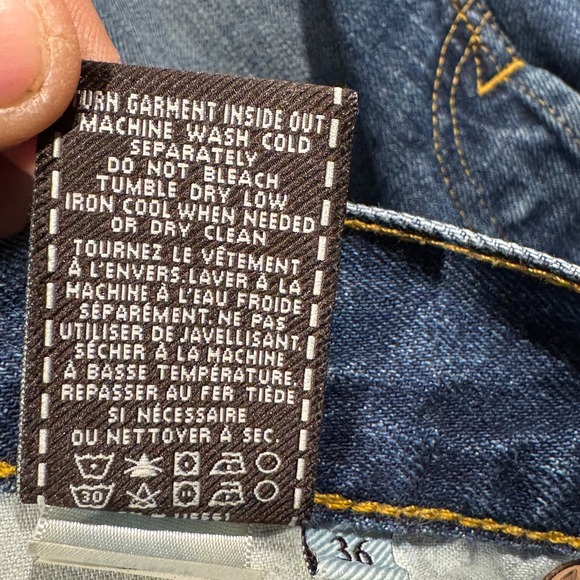 TURN GARMENT INSIDE OUT
MACHINE WASH COLD
SEPARATELY
DO NOT BLEACH
TUMBLE DRY LOW
IRON COOL WHEN NEEDED
OR DRY CLEAN
TOURNEZ LE VÊTEMENT
À L'ENVERS.LAVER À LA
MACHINE À L'EAU FROIDE
SÉPARÉMENT NE PAS
UTILISER DE JAVELLISANT.
SÉCHER À LA MACHINE
À BASSE TEMPÉRATURE.
REPASSER AU FER TIÈDE
SI NÉCESSAIRE
OU NETTOYER À SEC.
30
36